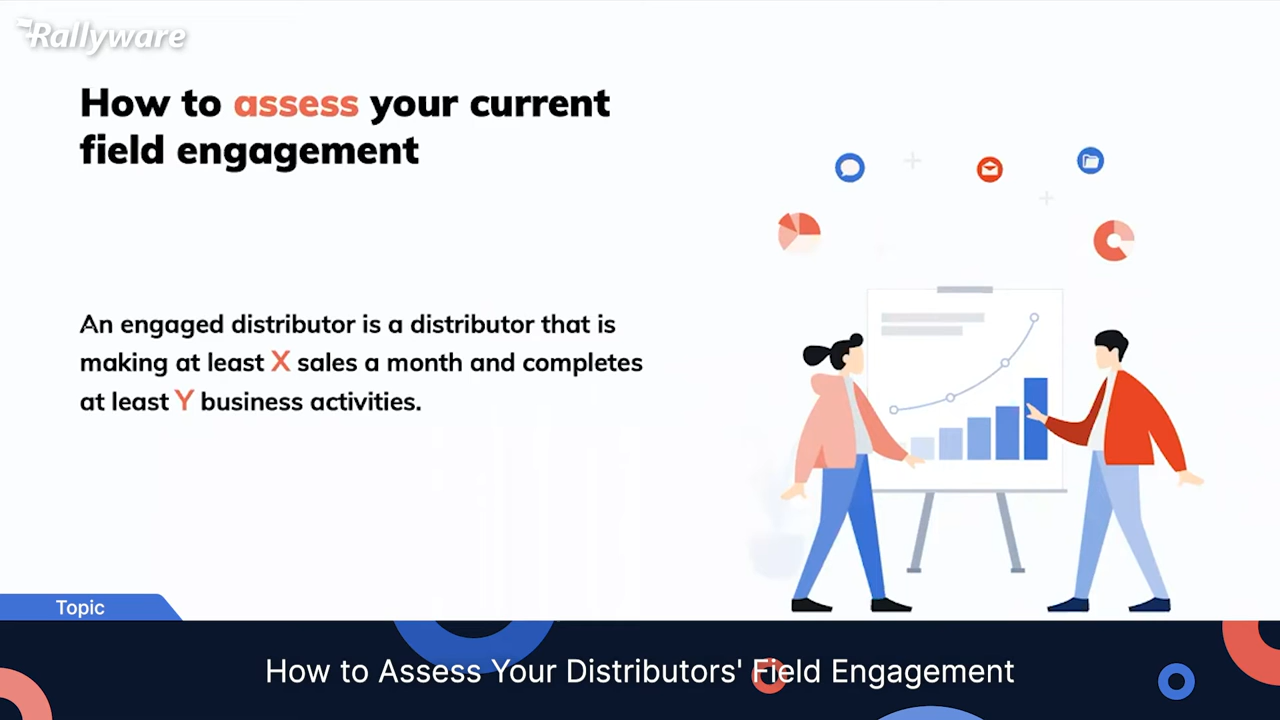 Rallyware
How to assess your current
field engagement
An engaged distributor is a distributor that is
making at least X sales a month and completes
at least Y business activities.
Topic
How to Assess Your Distributors' Field Engagement